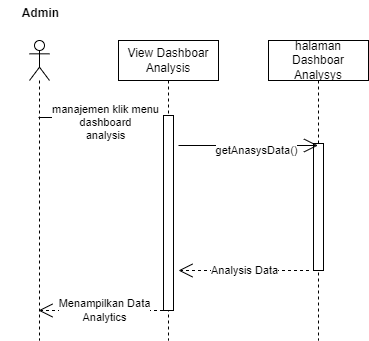 Admin
View Dashboar
Analysis
halaman
Dashboar
Analysys
manajemen klik menu
dashboard
analysis
getAnasysData()
Analysis Data
Menampilkan Data
Analytics